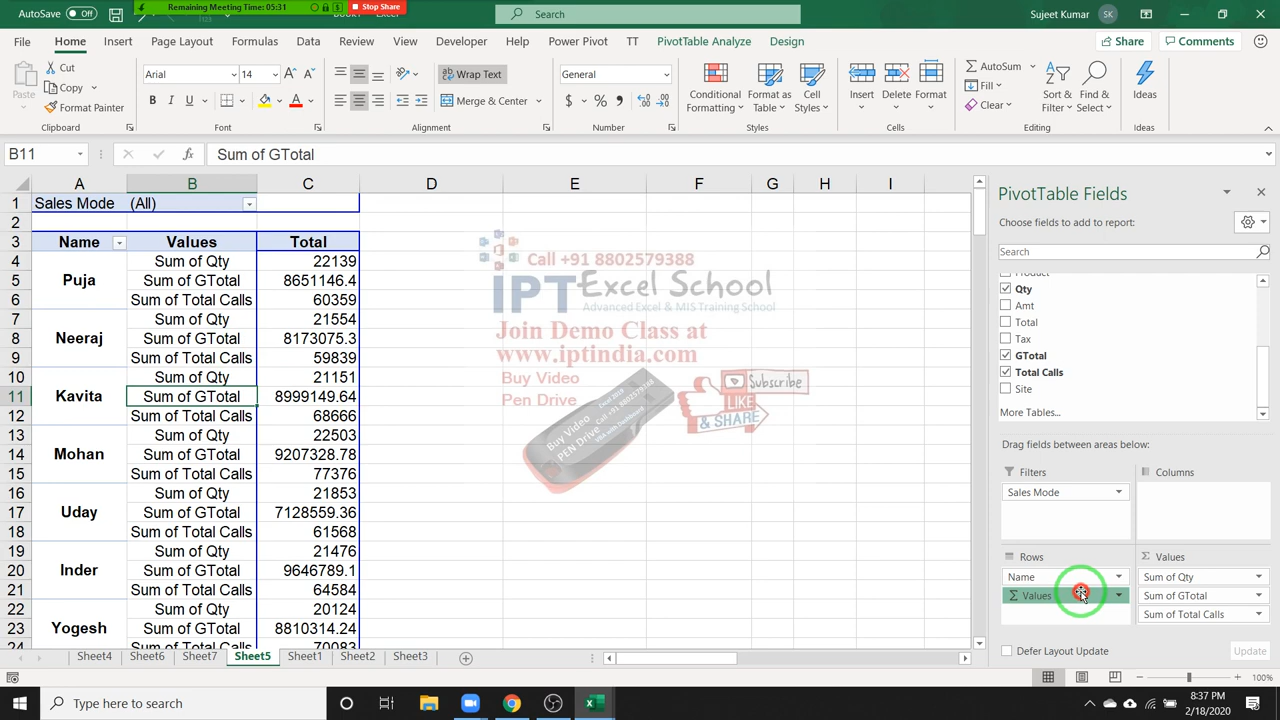 AutoSave Off
Remaining Meeting Time: 05:31
Stop Share
Excel
Search
Sujeet Kumar SK
File Home Insert Page Layout Formulas Data Review View Developer Help Power Pivot TT PivotTable Analyze Design
Share Comments
Paste
Cut
Copy
Format Painter
Clipboard
Arial 14
B I U
Font
Wrap Text
Merge & Center
Alignment
General
Number
Conditional Formatting
Format as Table
Cell Styles
Styles
Insert Delete Format
Cells
AutoSum
Fill
Clear
Sort & Filter
Find & Select
Editing
Ideas
Ideas
B11 fx Sum of GTotal
A B C D E F G H I
1 Sales Mode (All)
2
3 Name Values Total
4 Sum of Qty 22139
5 Puja Sum of GTotal 8651146.4
6 Sum of Total Calls 60359
7 Sum of Qty 21554
8 Neeraj Sum of GTotal 8173075.3
9 Sum of Total Calls 59839
10 Sum of Qty 21151
11 Kavita Sum of GTotal 8999149.64
12 Sum of Total Calls 68666
13 Sum of Qty 22503
14 Mohan Sum of GTotal 9207328.78
15 Sum of Total Calls 77376
16 Sum of Qty 21853
17 Uday Sum of GTotal 7128559.36
18 Sum of Total Calls 61568
19 Sum of Qty 21476
20 Inder Sum of GTotal 9646789.1
21 Sum of Total Calls 64584
22 Sum of Qty 20124
23 Yogesh Sum of GTotal 8810314.24
24 Sum of Total Calls 70083
Call +91 8802579388
IPT Excel School
Advanced Excel & MIS Training School
Join Demo Class at
www.iptindia.com
Buy Video
Pen Drive
Subscribe
LIKE
& SHARE
PivotTable Fields
Choose fields to add to report:
Search
Product
Qty
Amt
Total
Tax
GTotal
Total Calls
Site
More Tables...
Drag fields between areas below:
Filters Columns
Sales Mode
Rows Σ Values
Name Sum of Qty
Σ Values Sum of GTotal
Sum of Total Calls
Defer Layout Update Update
Sheet4 Sheet6 Sheet7 Sheet5 Sheet1 Sheet2 Sheet3
100%
Type here to search
8:37 PM
2/18/2020